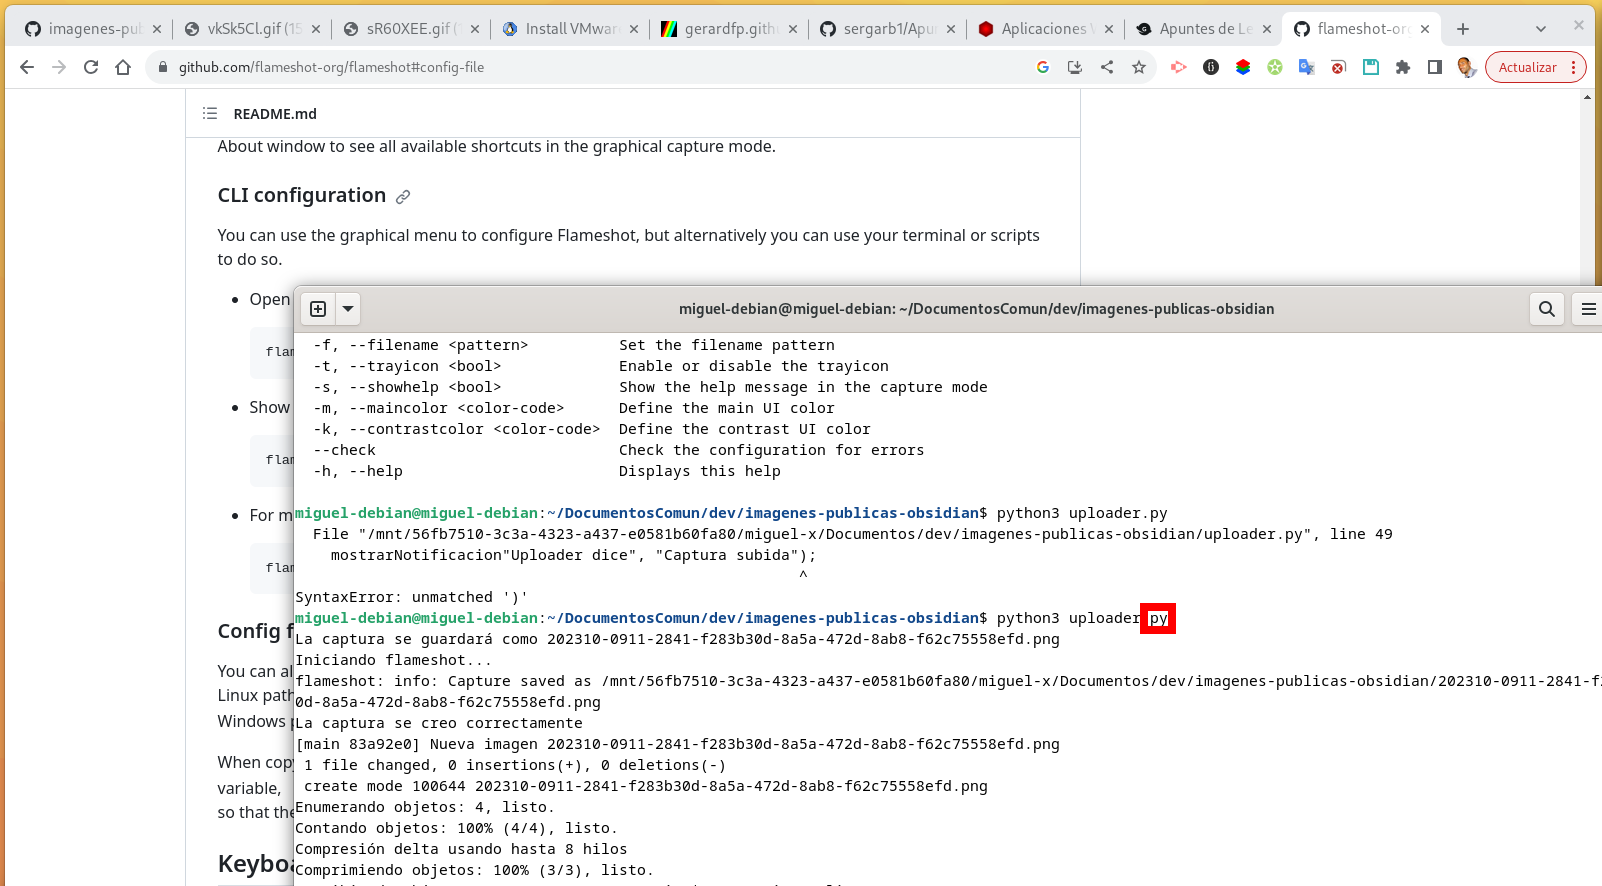 imagenes-pub
vkSk5Cl.gif (15
sR60XEE.gif (1
Install VMware
gerardfp.githu
sergarb1/Apun
Aplicaciones W
Apuntes de Le
flameshot-org
github.com/flameshot-org/flameshot#config-file
Actualizar
README.md
About window to see all available shortcuts in the graphical capture mode.
CLI configuration
You can use the graphical menu to configure Flameshot, but alternatively you can use your terminal or scripts
to do so.
Open
flam
Show
flam
For m
flam
Config f
You can al
Linux path
Windows p
When copy
variable,
so that the
Keyboa
miguel-debian@miguel-debian: ~/DocumentosComun/dev/imagenes-publicas-obsidian
-f, --filename <pattern> Set the filename pattern
-t, --trayicon <bool> Enable or disable the trayicon
-s, --showhelp <bool> Show the help message in the capture mode
-m, --maincolor <color-code> Define the main UI color
-k, --contrastcolor <color-code> Define the contrast UI color
--check Check the configuration for errors
-h, --help Displays this help
miguel-debian@miguel-debian:~/DocumentosComun/dev/imagenes-publicas-obsidian$ python3 uploader.py
File "/mnt/56fb7510-3c3a-4323-a437-e0581b60fa80/miguel-x/Documentos/dev/imagenes-publicas-obsidian/uploader.py", line 49
mostrarNotificacion"Uploader dice", "Captura subida");
^
SyntaxError: unmatched ')'
miguel-debian@miguel-debian:~/DocumentosComun/dev/imagenes-publicas-obsidian$ python3 uploader py
La captura se guardará como 202310-0911-2841-f283b30d-8a5a-472d-8ab8-f62c75558efd.png
Iniciando flameshot...
flameshot: info: Capture saved as /mnt/56fb7510-3c3a-4323-a437-e0581b60fa80/miguel-x/Documentos/dev/imagenes-publicas-obsidian/202310-0911-2841-f2
0d-8a5a-472d-8ab8-f62c75558efd.png
La captura se creo correctamente
[main 83a92e0] Nueva imagen 202310-0911-2841-f283b30d-8a5a-472d-8ab8-f62c75558efd.png
1 file changed, 0 insertions(+), 0 deletions(-)
create mode 100644 202310-0911-2841-f283b30d-8a5a-472d-8ab8-f62c75558efd.png
Enumerando objetos: 4, listo.
Contando objetos: 100% (4/4), listo.
Compresión delta usando hasta 8 hilos
Comprimiendo objetos: 100% (3/3), listo.